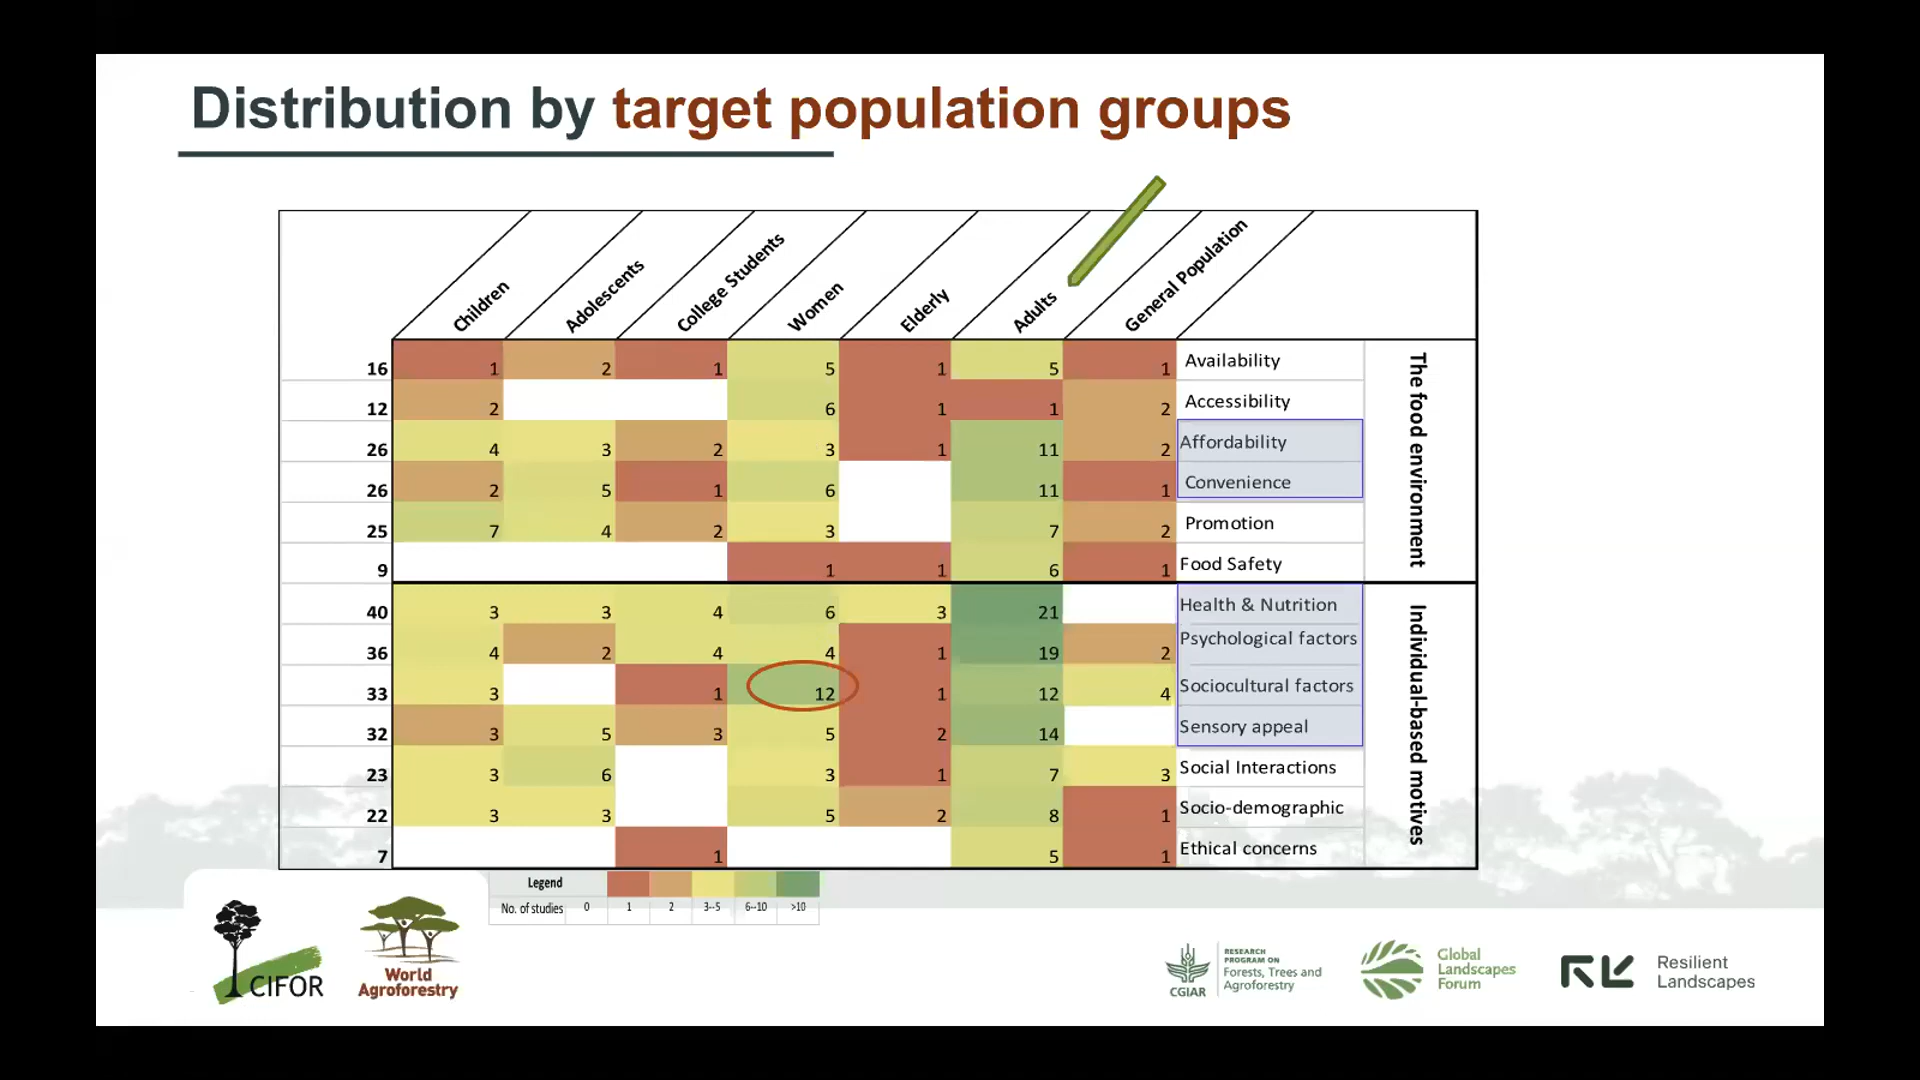 Distribution by target population groups
Children Adolescents College Students Women Elderly Adults General Population
16 1 2 1 5 1 5 1 Availability
12 2 6 1 1 2 Accessibility
26 4 3 2 3 1 11 2 Affordability
26 2 5 1 6 11 1 Convenience
25 7 4 2 3 7 2 Promotion
9 1 1 6 1 Food Safety
The food environment
40 3 3 4 6 3 21 Health & Nutrition
36 4 2 4 4 1 19 2 Psychological factors
33 3 1 12 1 12 4 Sociocultural factors
32 3 5 3 5 2 14 Sensory appeal
23 3 6 3 1 7 3 Social Interactions
22 3 3 5 2 8 1 Socio-demographic
7 1 5 1 Ethical concerns
Individual-based motives
Legend
No. of studies 0 1 2 3--5 6--10 >10
CIFOR
World
Agroforestry
CGIAR
RESEARCH
PROGRAM ON
Forests, Trees and
Agroforestry
Global
Landscapes
Forum
Resilient
Landscapes